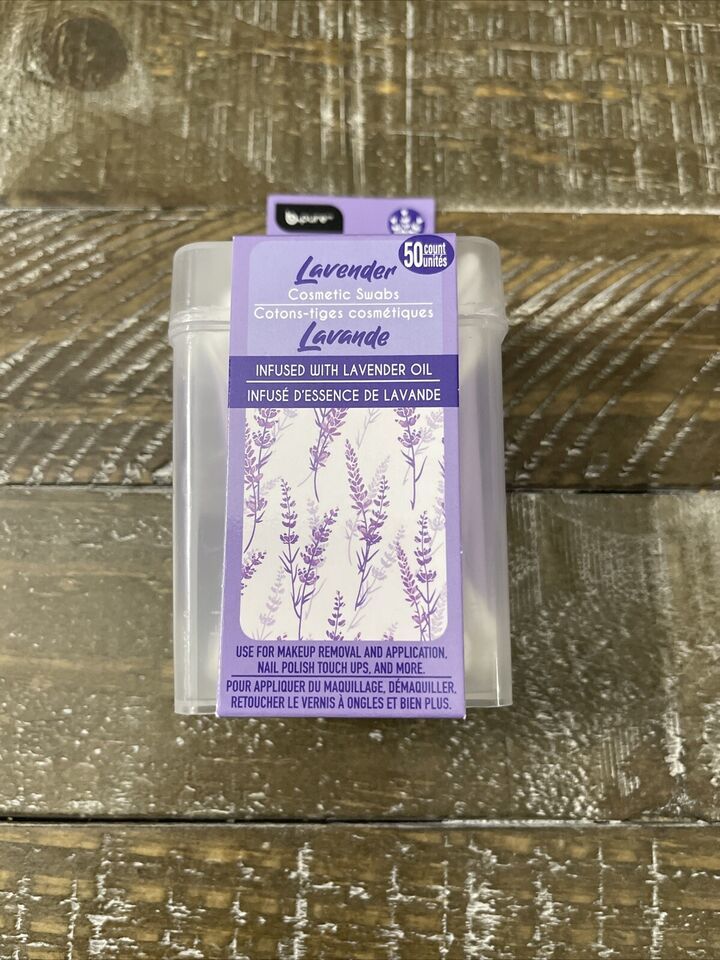 b.pure™
50 count
unités
Lavender
Cosmetic Swabs
Cotons-tiges cosmétiques
Lavande
INFUSED WITH LAVENDER OIL
INFUSÉ D'ESSENCE DE LAVANDE
USE FOR MAKEUP REMOVAL AND APPLICATION,
NAIL POLISH TOUCH UPS, AND MORE.
POUR APPLIQUER DU MAQUILLAGE, DÉMAQUILLER,
RETOUCHER LE VERNIS À ONGLES ET BIEN PLUS.